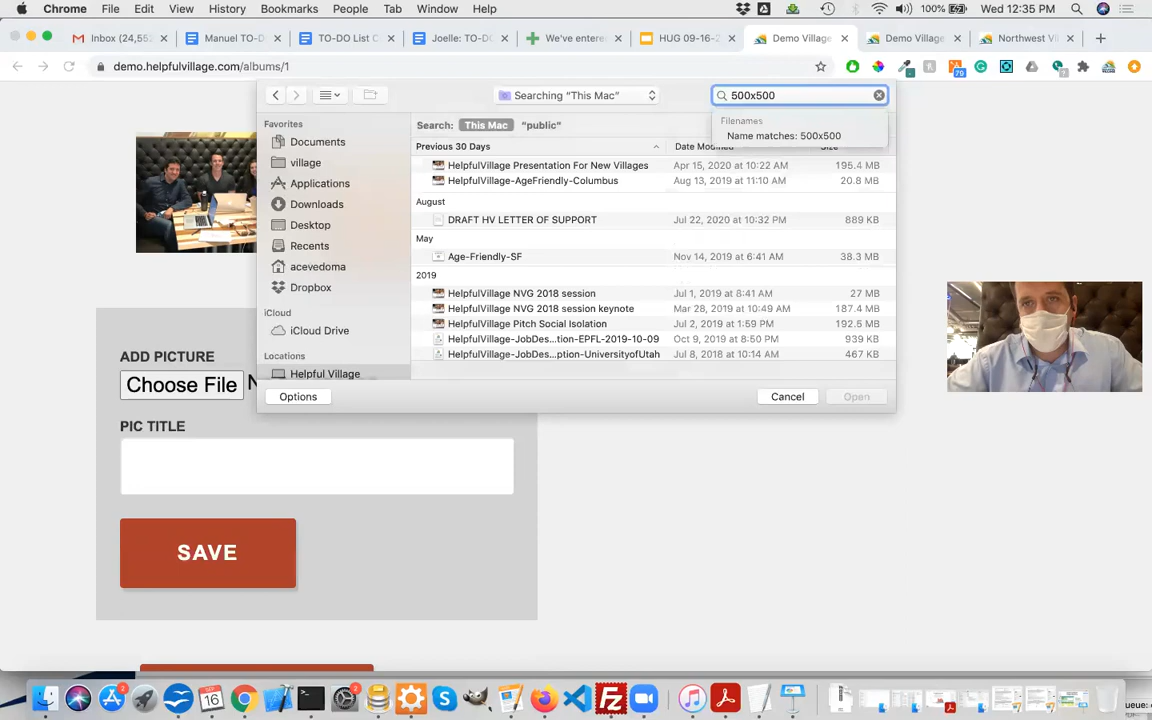 Chrome File Edit View History Bookmarks People Tab Window Help 100% Wed 12:35 PM
Inbox (24,55 Manuel TO-D TO-DO List C Joelle: TO-D We've entere HUG 09-16-2 Demo Village Demo Village Northwest Vil
demo.helpfulvillage.com/albums/1
79
Searching "This Mac" 500x500
Favorites Search: This Mac "public" Filenames
Name matches: 500x500
Documents Previous 30 Days Date Modified Size
village HelpfulVillage Presentation For New Villages Apr 15, 2020 at 10:22 AM 195.4 MB
Applications HelpfulVillage-AgeFriendly-Columbus Aug 13, 2019 at 11:10 AM 20.8 MB
Downloads August
Desktop DRAFT HV LETTER OF SUPPORT Jul 22, 2020 at 10:32 PM 889 KB
Recents May
acevedoma Age-Friendly-SF Nov 14, 2019 at 6:41 AM 38.3 MB
Dropbox 2019
HelpfulVillage NVG 2018 session Jul 1, 2019 at 8:41 AM 27 MB
iCloud HelpfulVillage NVG 2018 session keynote Mar 28, 2019 at 10:49 AM 187.4 MB
iCloud Drive HelpfulVillage Pitch Social Isolation Jul 2, 2019 at 1:59 PM 192.5 MB
HelpfulVillage-JobDes...tion-EPFL-2019-10-09 Oct 9, 2019 at 8:50 PM 939 KB
Locations HelpfulVillage-JobDes...ption-UniversityofUtah Jul 8, 2018 at 10:14 AM 467 KB
Helpful Village
Options Cancel Open
ADD PICTURE
Choose File N
PIC TITLE
SAVE
2 16 2
ueue: